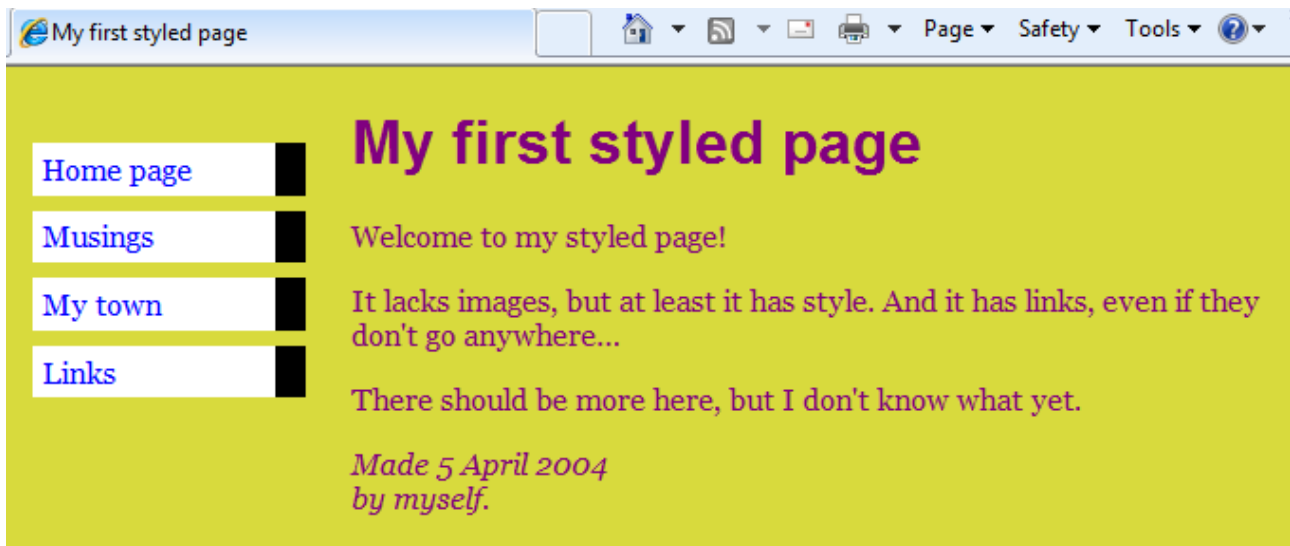 My first styled page
Page Safety Tools
My first styled page
Home page
Musings
My town
Links
Welcome to my styled page!
It lacks images, but at least it has style. And it has links, even if they
don't go anywhere...
There should be more here, but I don't know what yet.
Made 5 April 2004
by myself.